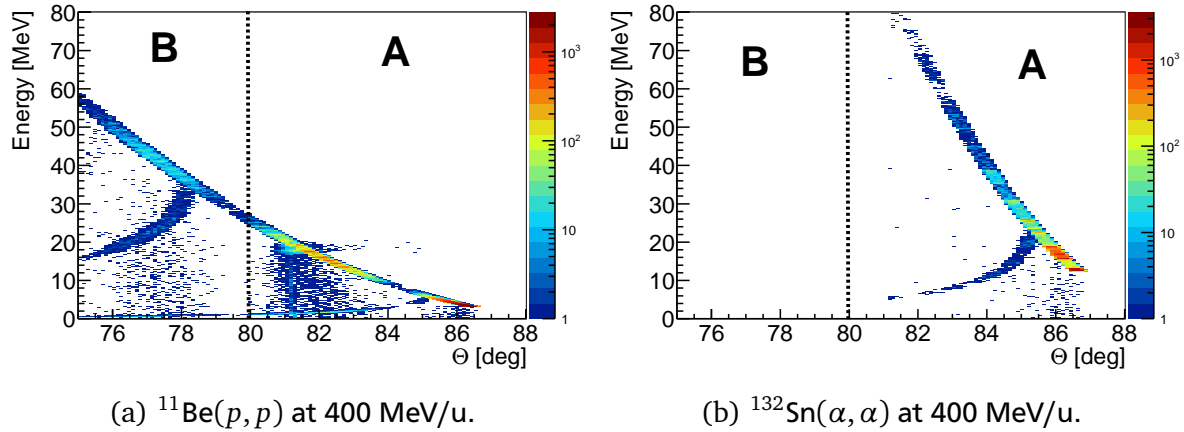 Energy [MeV]
80
70
60
50
40
30
20
10
0
B
A
76 78 80 82 84 86 88
Θ [deg]
10³
10²
10
1
(a) ¹¹Be(p, p) at 400 MeV/u.
Energy [MeV]
80
70
60
50
40
30
20
10
0
B
A
76 78 80 82 84 86 88
Θ [deg]
10³
10²
10
1
(b) ¹³²Sn(α, α) at 400 MeV/u.